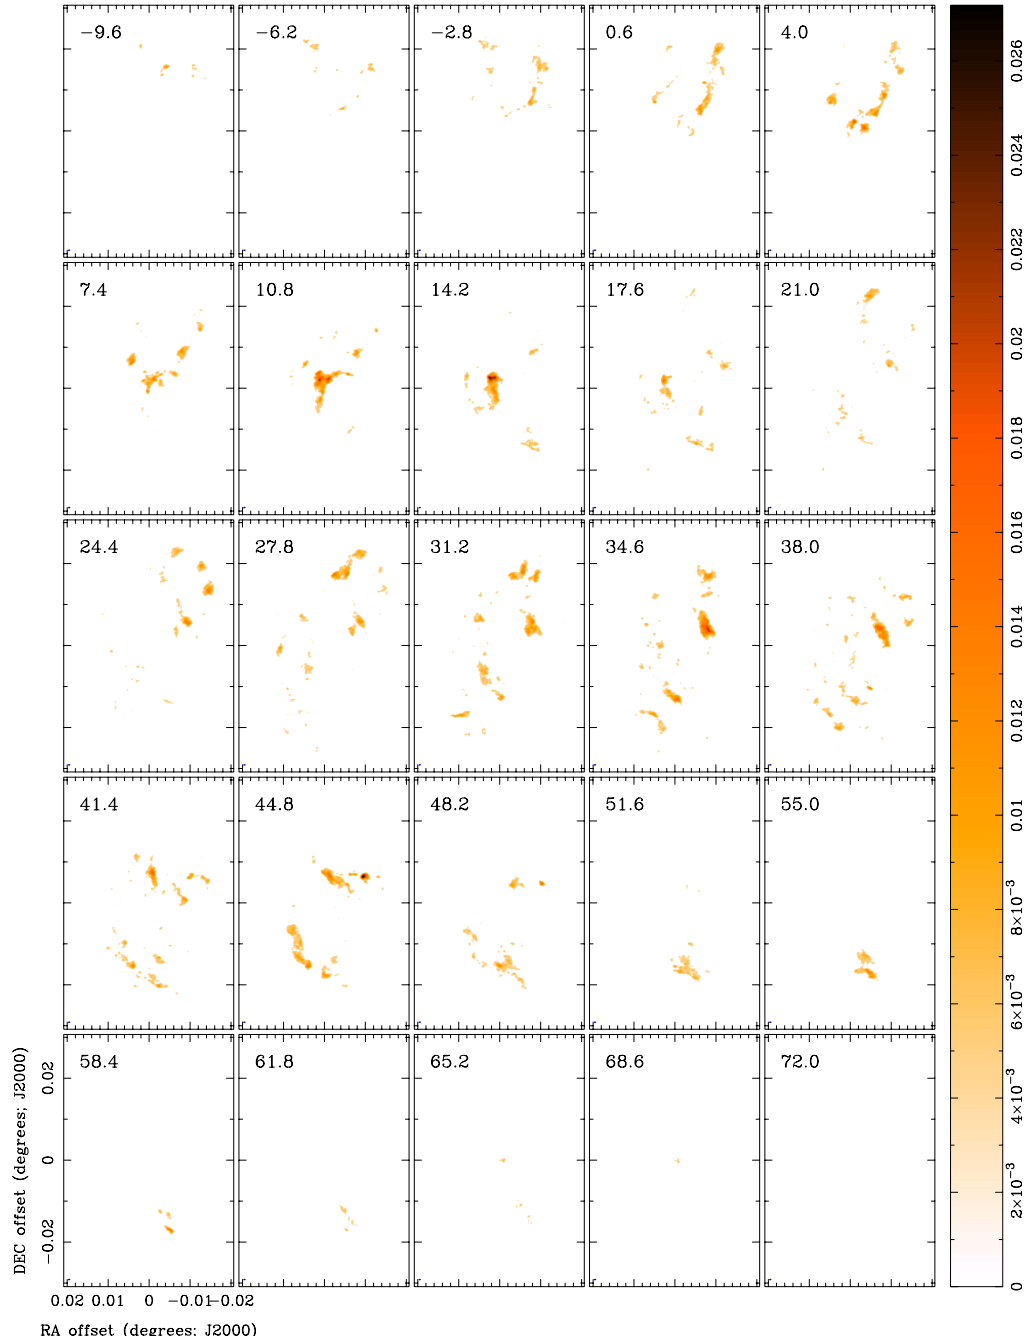 −9.6 −6.2 −2.8 0.6 4.0
7.4 10.8 14.2 17.6 21.0
24.4 27.8 31.2 34.6 38.0
41.4 44.8 48.2 51.6 55.0
58.4 61.8 65.2 68.6 72.0
DEC offset (degrees; J2000)
0.02
0
−0.02
0.02 0.01 0 −0.01 −0.02
RA offset (degrees; J2000)
0.026
0.024
0.022
0.02
0.018
0.016
0.014
0.012
0.01
8×10⁻³
6×10⁻³
4×10⁻³
2×10⁻³
0